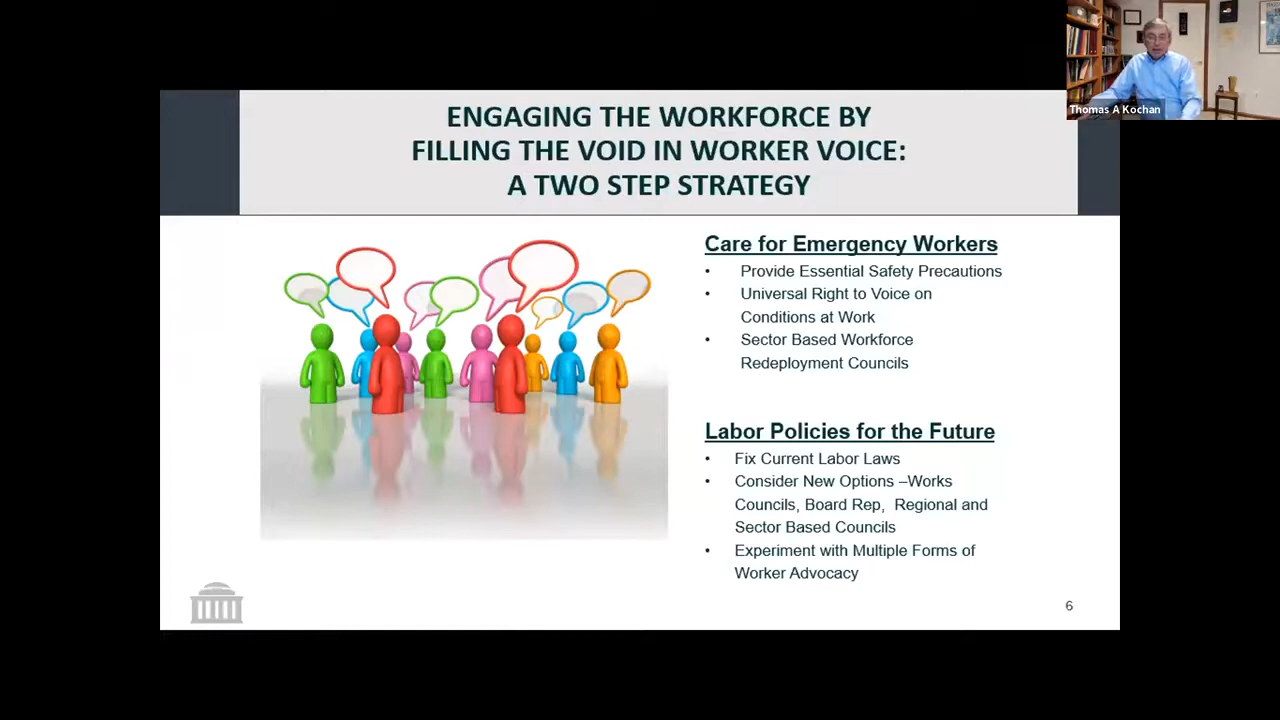 Thomas A Kochan
ENGAGING THE WORKFORCE BY
FILLING THE VOID IN WORKER VOICE:
A TWO STEP STRATEGY
Care for Emergency Workers
• Provide Essential Safety Precautions
• Universal Right to Voice on
Conditions at Work
• Sector Based Workforce
Redeployment Councils
Labor Policies for the Future
• Fix Current Labor Laws
• Consider New Options –Works
Councils, Board Rep, Regional and
Sector Based Councils
• Experiment with Multiple Forms of
Worker Advocacy
6